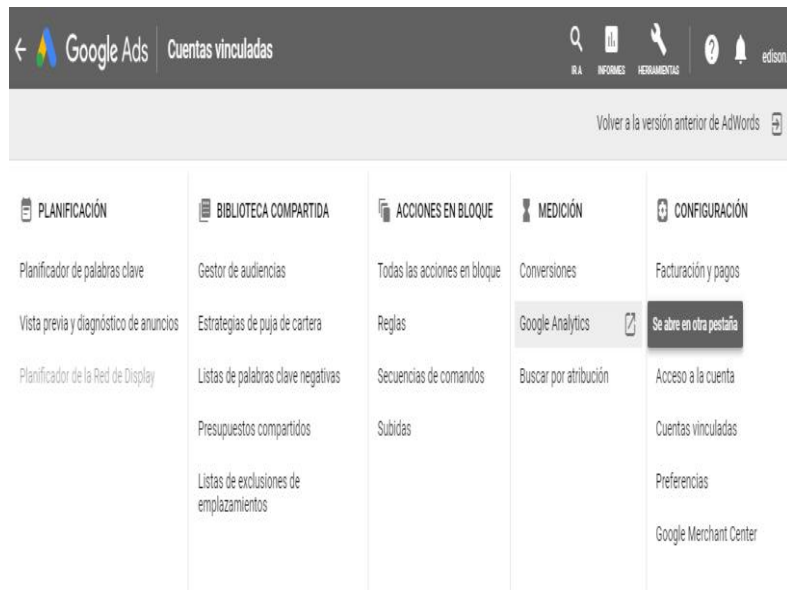 Google Ads Cuentas vinculadas
IR A INFORMES HERRAMIENTAS edison
Volver a la versión anterior de AdWords
PLANIFICACIÓN
Planificador de palabras clave
Vista previa y diagnóstico de anuncios
Planificador de la Red de Display
BIBLIOTECA COMPARTIDA
Gestor de audiencias
Estrategias de puja de cartera
Listas de palabras clave negativas
Presupuestos compartidos
Listas de exclusiones de
emplazamientos
ACCIONES EN BLOQUE
Todas las acciones en bloque
Reglas
Secuencias de comandos
Subidas
MEDICIÓN
Conversiones
Google Analytics
Buscar por atribución
CONFIGURACIÓN
Facturación y pagos
Se abre en otra pestaña
Acceso a la cuenta
Cuentas vinculadas
Preferencias
Google Merchant Center